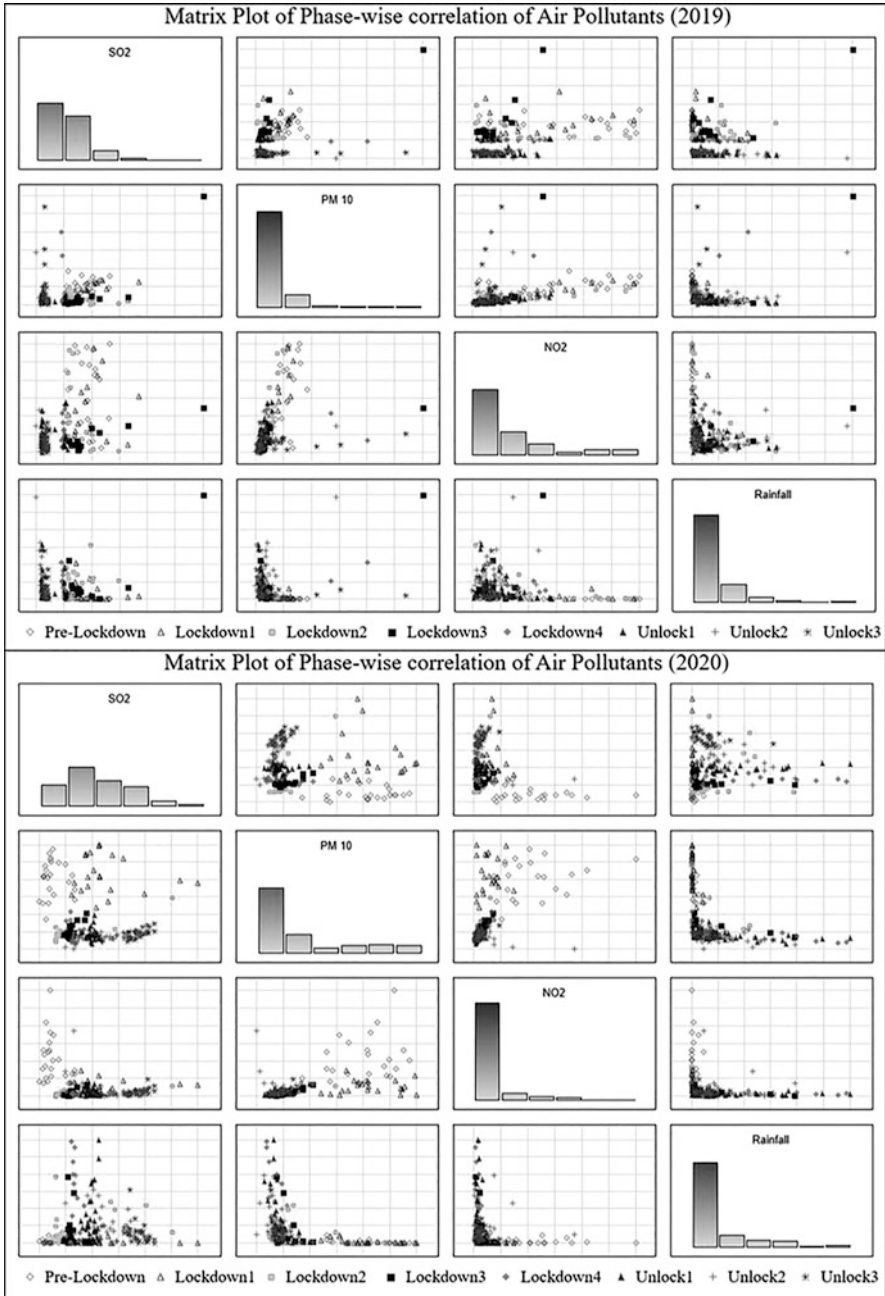 Matrix Plot of Phase-wise correlation of Air Pollutants (2019)
SO2
PM 10
NO2
Rainfall
Pre-Lockdown Lockdown1 Lockdown2 Lockdown3 Lockdown4 Unlock1 Unlock2 Unlock3
Matrix Plot of Phase-wise correlation of Air Pollutants (2020)
SO2
PM 10
NO2
Rainfall
Pre-Lockdown Lockdown1 Lockdown2 Lockdown3 Lockdown4 Unlock1 Unlock2 Unlock3